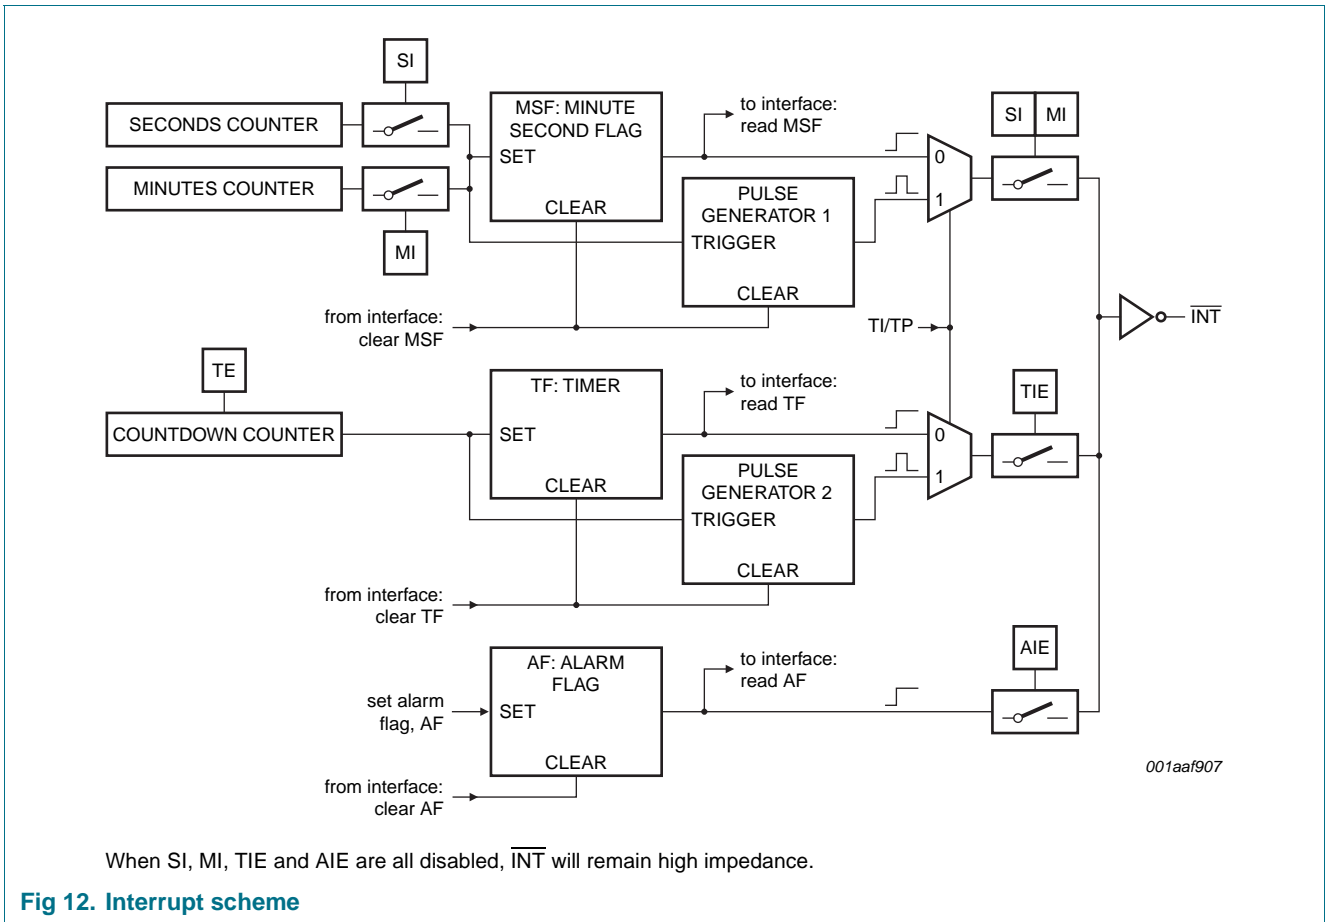 SI
SECONDS COUNTER
MINUTES COUNTER
MI
MSF: MINUTE
SECOND FLAG
SET
CLEAR
to interface:
read MSF
PULSE
GENERATOR 1
TRIGGER
CLEAR
0
1
SI MI
from interface:
clear MSF
TI/TP
INT
TE
COUNTDOWN COUNTER
TF: TIMER
SET
CLEAR
to interface:
read TF
PULSE
GENERATOR 2
TRIGGER
CLEAR
0
1
TIE
from interface:
clear TF
AF: ALARM
FLAG
SET
CLEAR
set alarm
flag, AF
to interface:
read AF
AIE
from interface:
clear AF
001aaf907
When SI, MI, TIE and AIE are all disabled, INT will remain high impedance.
Fig 12. Interrupt scheme